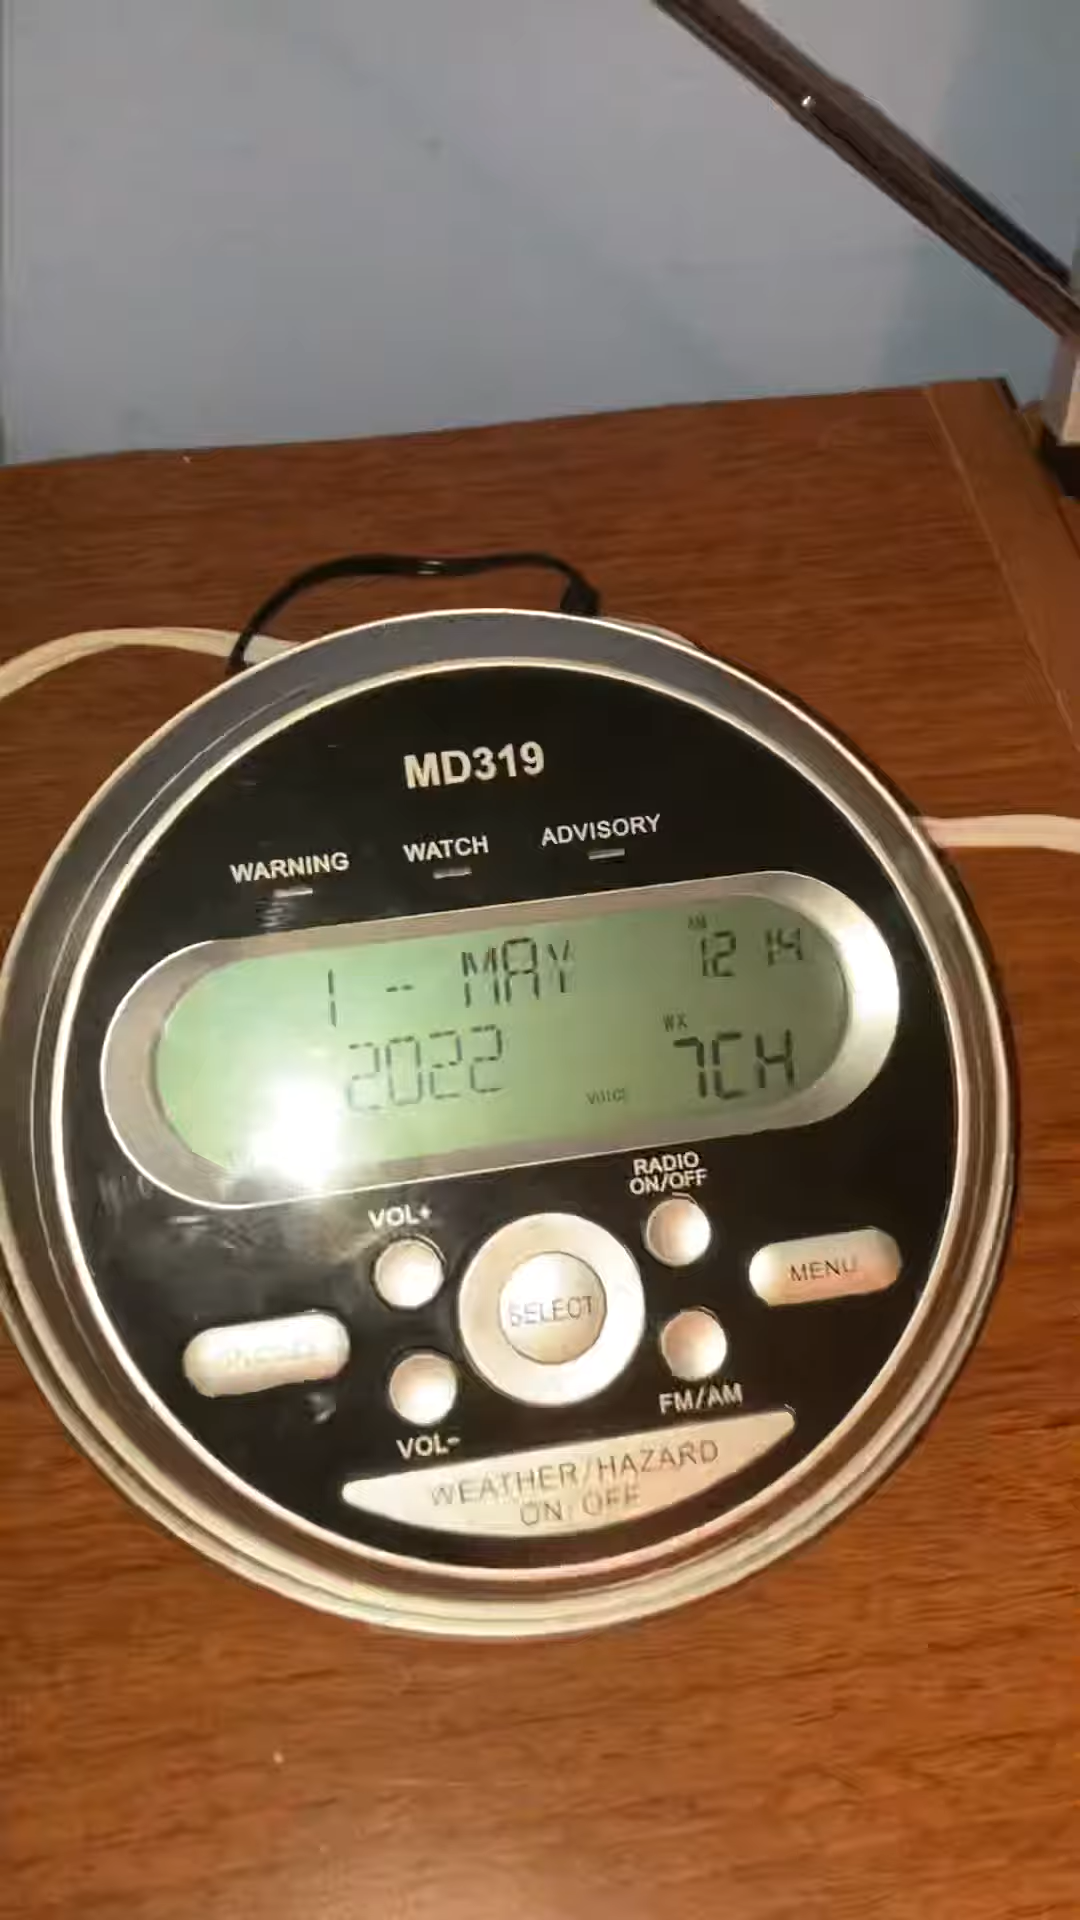 MD319
WARNING WATCH ADVISORY
AM
1 -- MAY 12 14
WX
2022 7CH
VOICE
RADIO
ON/OFF
VOL+
MENU
SELECT
VOL- FM/AM
WEATHER/HAZARD
ON/OFF